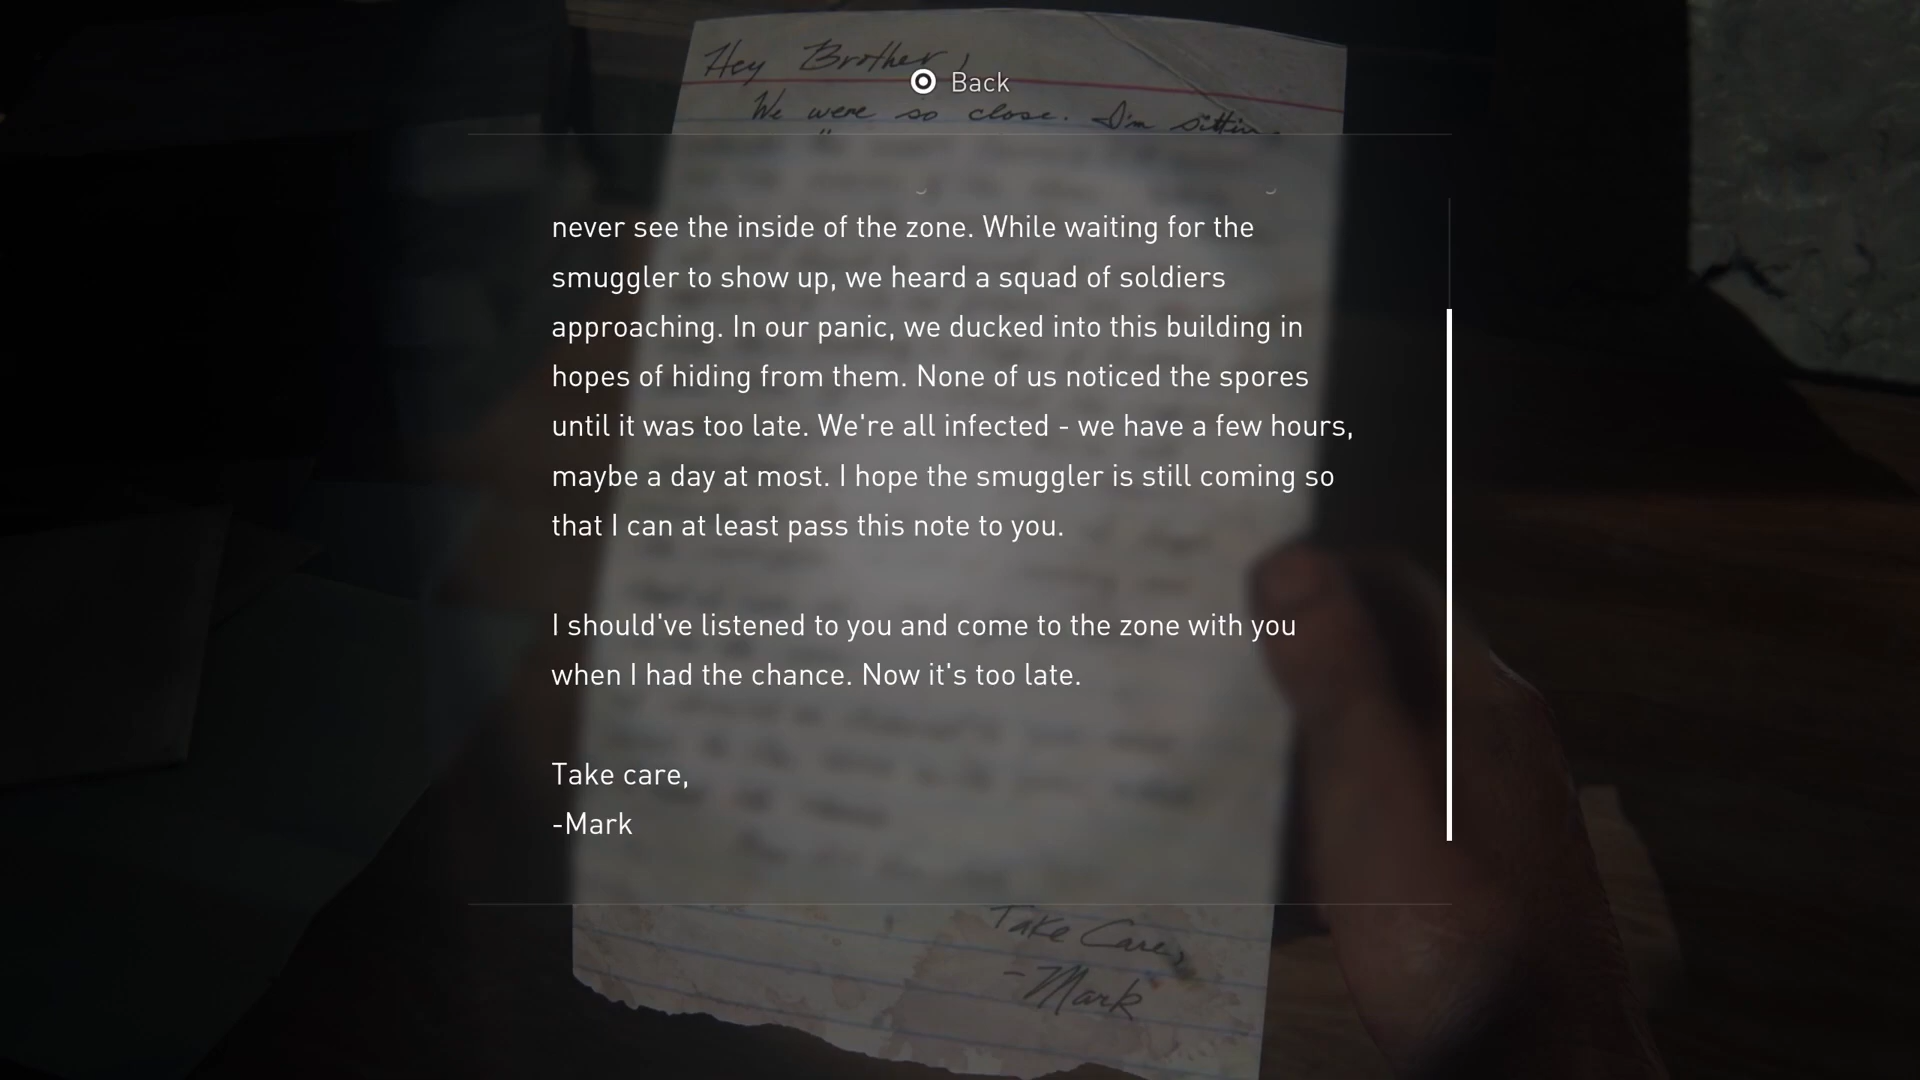 Hey Brother,
Back
We were so close. I'm sittin
never see the inside of the zone. While waiting for the
smuggler to show up, we heard a squad of soldiers
approaching. In our panic, we ducked into this building in
hopes of hiding from them. None of us noticed the spores
until it was too late. We're all infected - we have a few hours,
maybe a day at most. I hope the smuggler is still coming so
that I can at least pass this note to you.
I should've listened to you and come to the zone with you
when I had the chance. Now it's too late.
Take care,
-Mark
Take Care,
-Mark